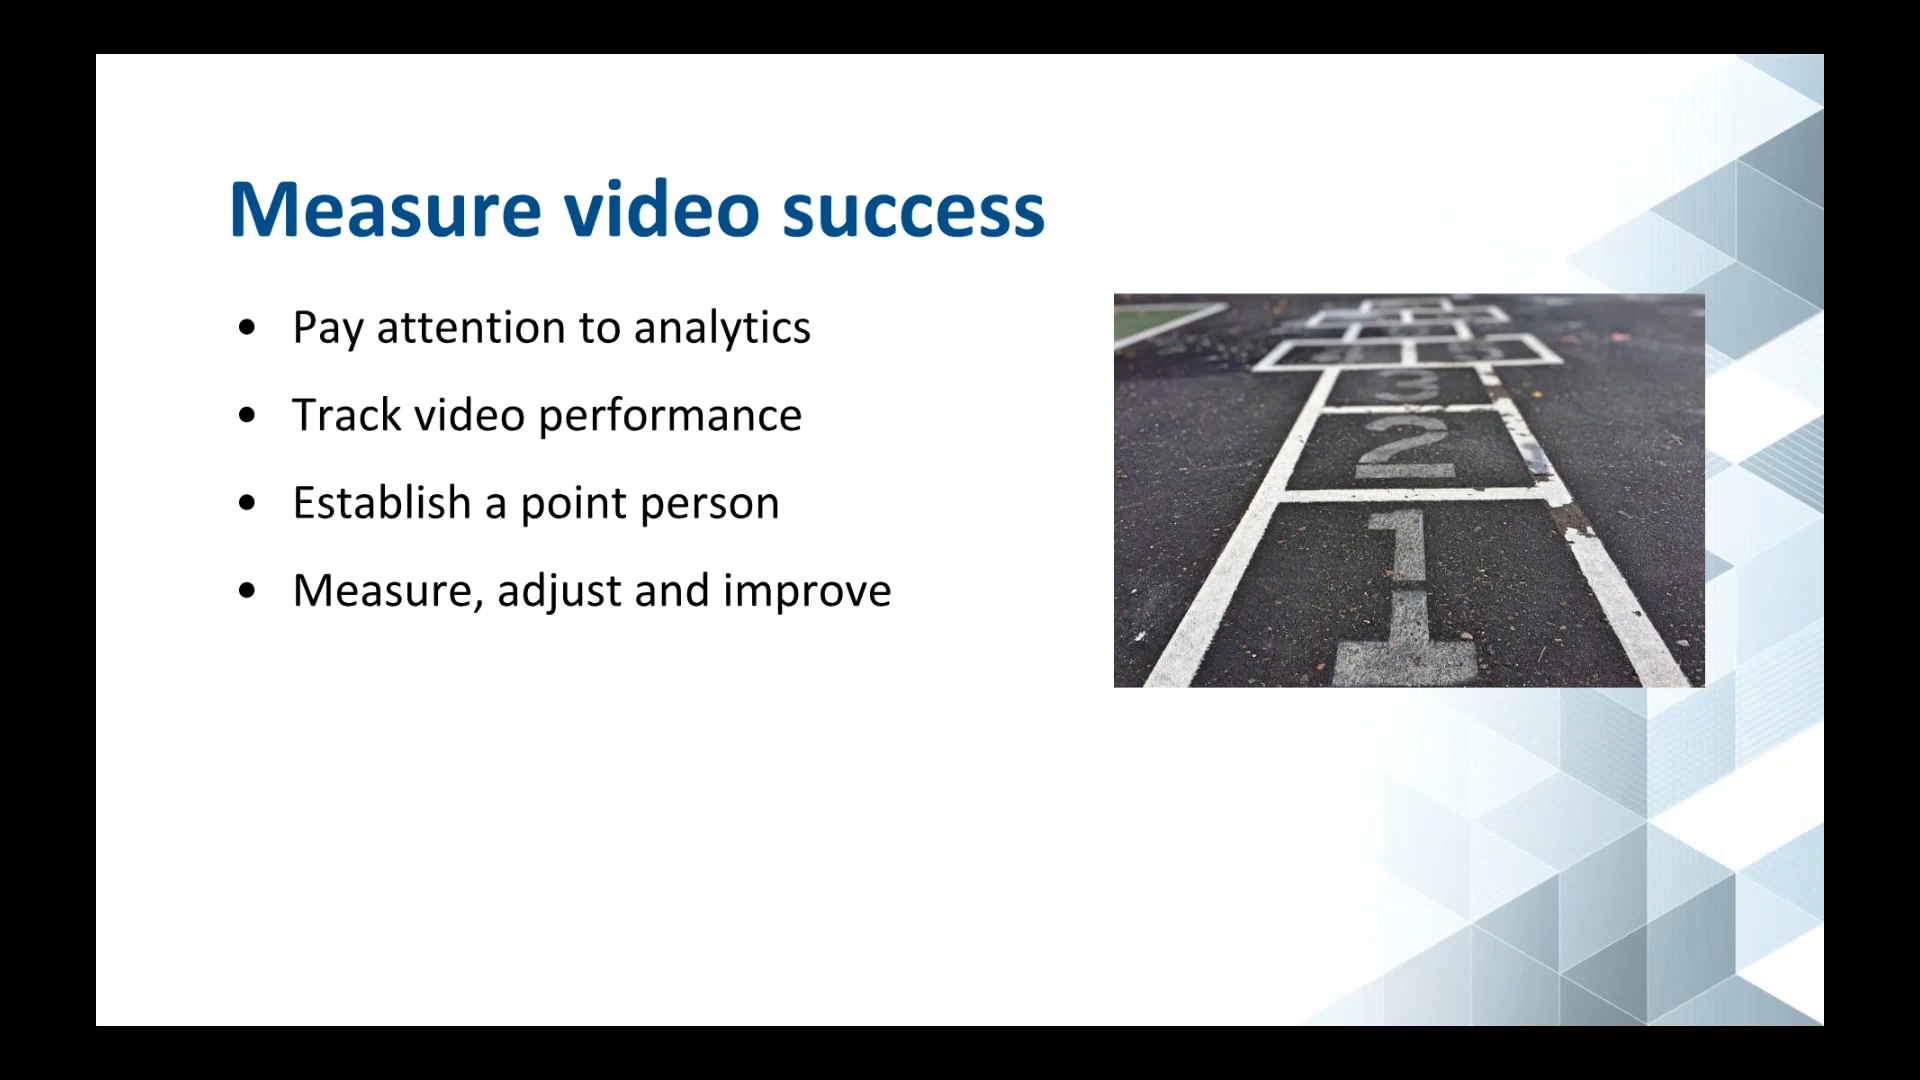 Measure video success
• Pay attention to analytics
• Track video performance
• Establish a point person
• Measure, adjust and improve
3
2
1